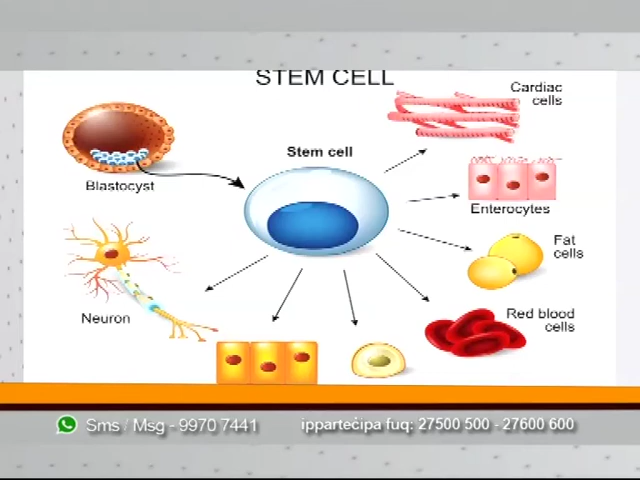 STEM CELL
Cardiac
cells
Stem cell
Blastocyst
Enterocytes
Fat
cells
Neuron
Red blood
cells
Sms / Msg - 9970 7441
ipparteċipa fuq: 27500 500 - 27600 600